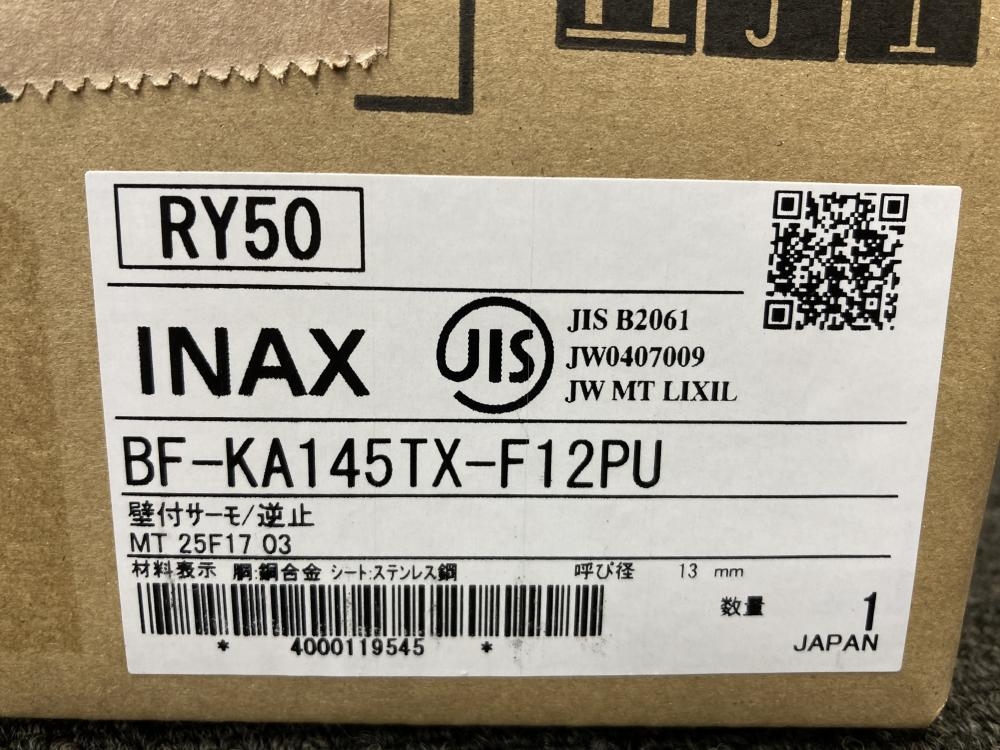 RY50
INAX
JIS
JIS B2061
JW0407009
JW MT LIXIL
BF-KA145TX-F12PU
壁付サーモ/逆止
MT 25F17 03
材料表示 胴:銅合金 シート:ステンレス鋼 呼び径 13 mm
数量 1
* 4000119545 *
JAPAN